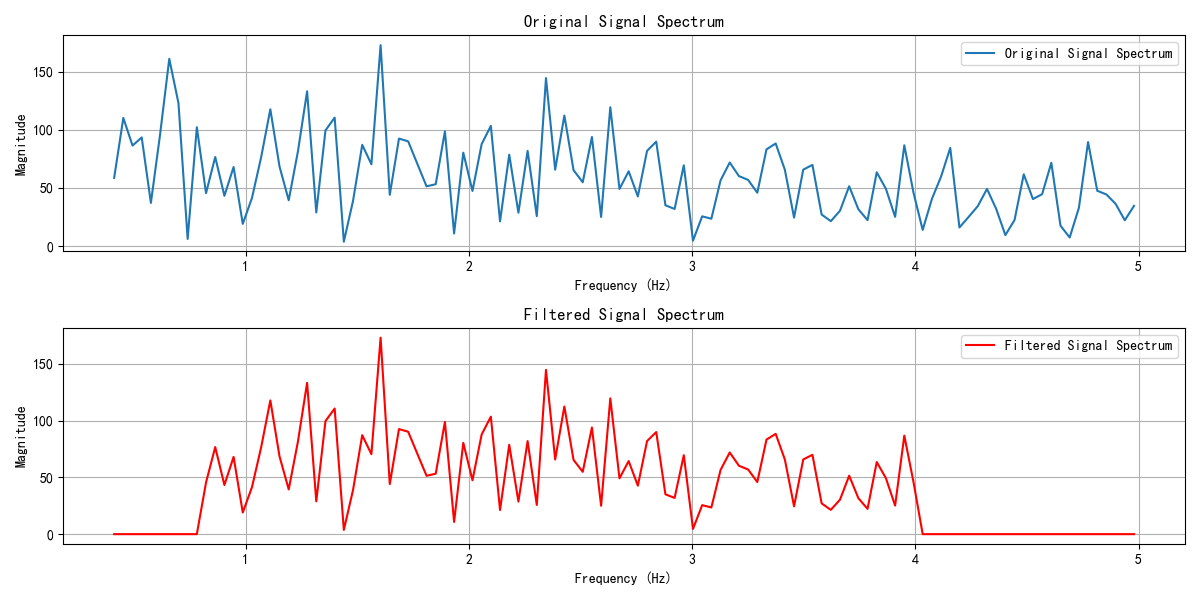 Original Signal Spectrum
Original Signal Spectrum
Magnitude
150
100
50
0
1 2 3 4 5
Frequency (Hz)
Filtered Signal Spectrum
Filtered Signal Spectrum
Magnitude
150
100
50
0
1 2 3 4 5
Frequency (Hz)